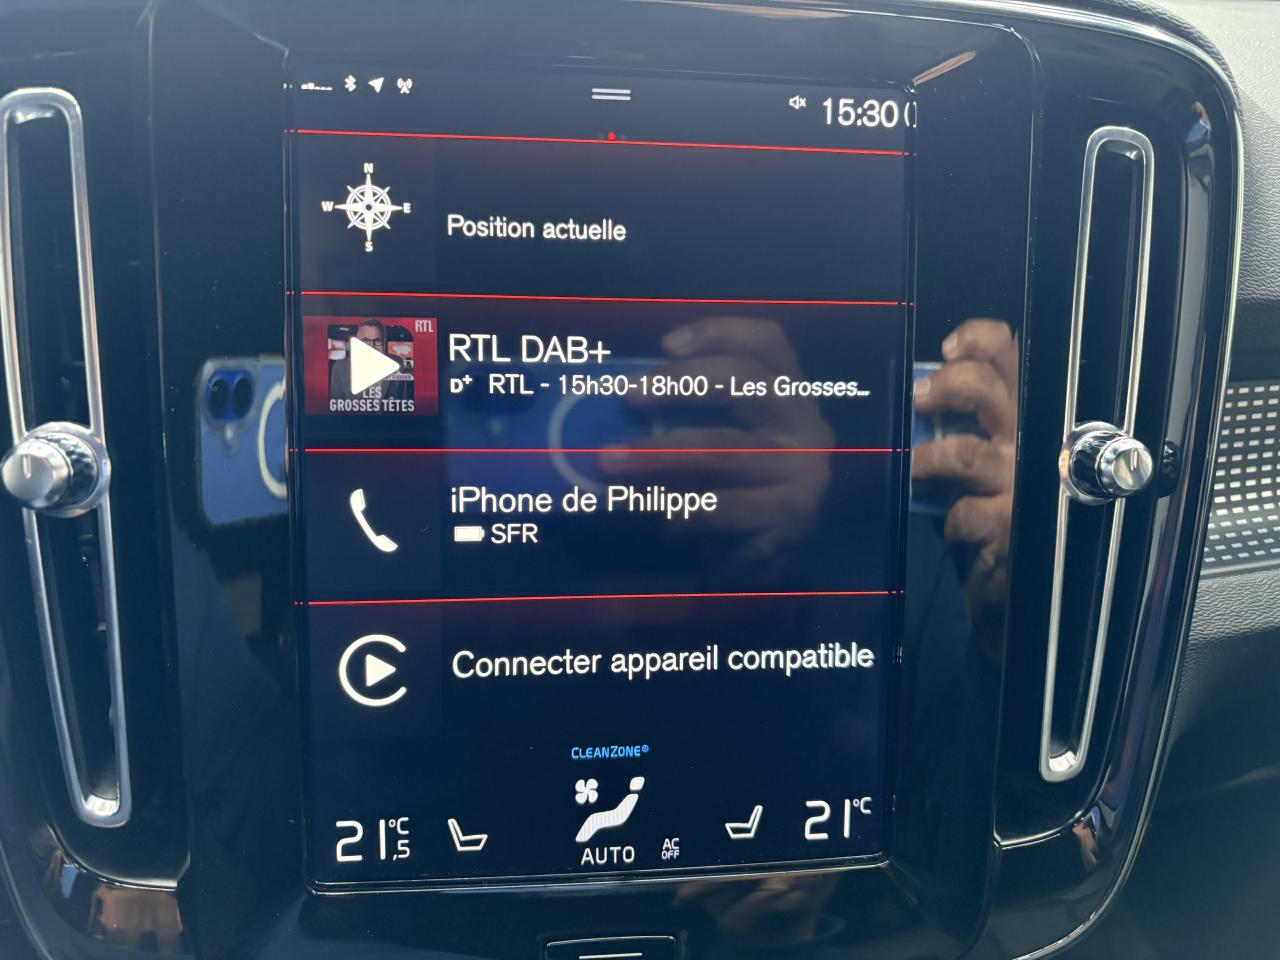 15:30
N
W E
S
Position actuelle
RTL
LES
GROSSES TÊTES
RTL DAB+
D+ RTL - 15h30-18h00 - Les Grosses...
iPhone de Philippe
SFR
Connecter appareil compatible
CLEANZONE®
21,5°C
21°C
AUTO
AC
OFF